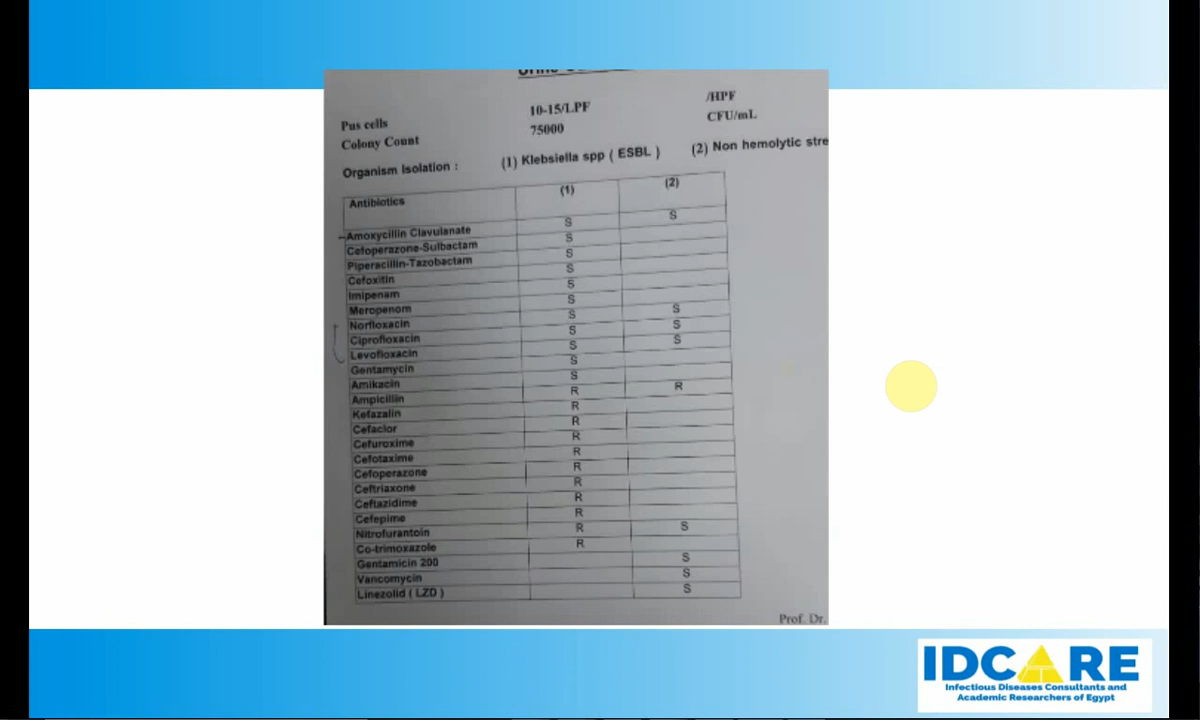 Pus cells 10-15/LPF /HPF
Colony Count 75000 CFU/mL
Organism Isolation : (1) Klebsiella spp ( ESBL ) (2) Non hemolytic stre
Antibiotics (1) (2)
Amoxycillin Clavulanate S S
Cefoperazone-Sulbactam S
Piperacillin-Tazobactam S
Cefoxitin S
Imipenam S
Meropenom S
Norfloxacin S S
Ciprofloxacin S S
Levofloxacin S S
Gentamycin S
Amikacin S
Ampicillin R R
Kefazalin R
Cefaclor R
Cefuroxime R
Cefotaxime R
Cefoperazone R
Ceftriaxone R
Ceftazidime R
Cefepime R
Nitrofurantoin R S
Co-trimoxazole R
Gentamicin 200 S
Vancomycin S
Linezolid ( LZD ) S
Prof. Dr.
IDCARE
Infectious Diseases Consultants and
Academic Researchers of Egypt